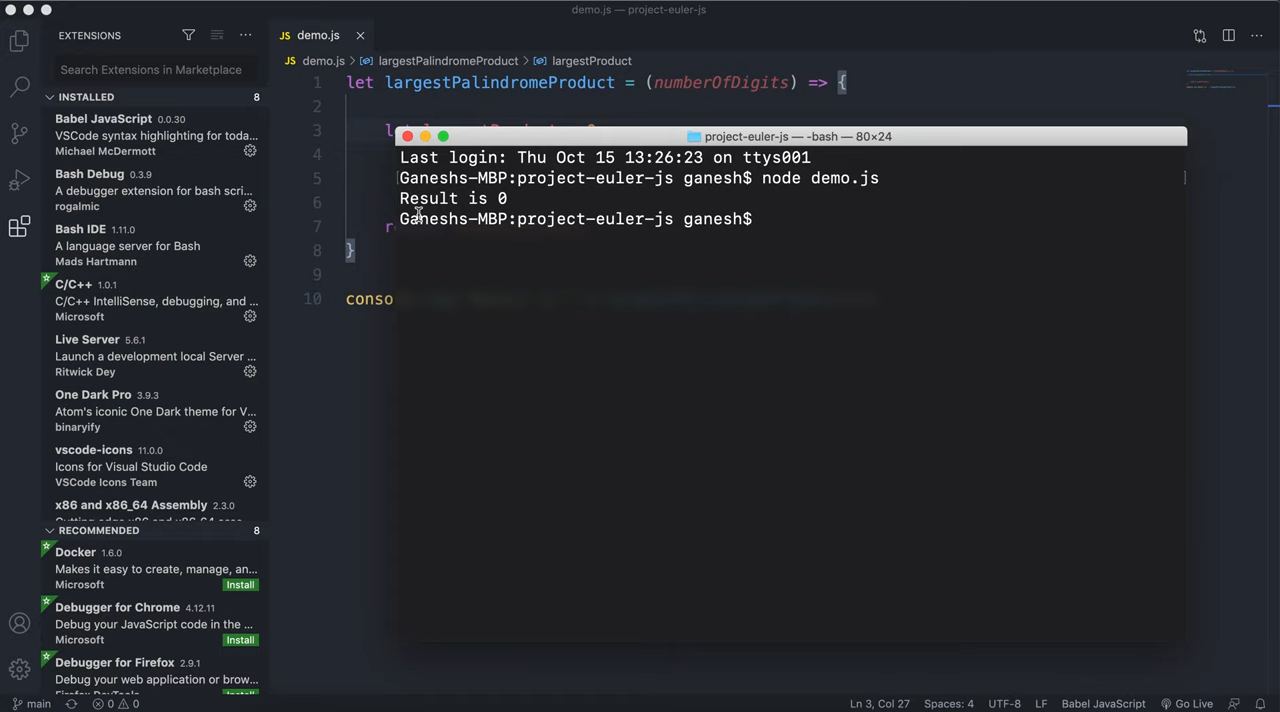 demo.js — project-euler-js
EXTENSIONS
Search Extensions in Marketplace
INSTALLED 8
Babel JavaScript 0.0.30
VSCode syntax highlighting for toda...
Michael McDermott
Bash Debug 0.3.9
A debugger extension for bash scri...
rogalmic
Bash IDE 1.11.0
A language server for Bash
Mads Hartmann
C/C++ 1.0.1
C/C++ IntelliSense, debugging, and ...
Microsoft
Live Server 5.6.1
Launch a development local Server ...
Ritwick Dey
One Dark Pro 3.9.3
Atom's iconic One Dark theme for V...
binaryify
vscode-icons 11.0.0
Icons for Visual Studio Code
VSCode Icons Team
x86 and x86_64 Assembly 2.3.0
RECOMMENDED 8
Docker 1.6.0
Makes it easy to create, manage, an...
Microsoft Install
Debugger for Chrome 4.12.11
Debug your JavaScript code in the ...
Microsoft Install
Debugger for Firefox 2.9.1
Debug your web application or brow...
JS demo.js
JS demo.js > largestPalindromeProduct > largestProduct
1 let largestPalindromeProduct = (numberOfDigits) => {
2
3
4
5
6
7
8 }
9
10 conso
project-euler-js — -bash — 80×24
Last login: Thu Oct 15 13:26:23 on ttys001
Ganeshs-MBP:project-euler-js ganesh$ node demo.js
Result is 0
Ganeshs-MBP:project-euler-js ganesh$
main 0 0 Ln 3, Col 27 Spaces: 4 UTF-8 LF Babel JavaScript Go Live